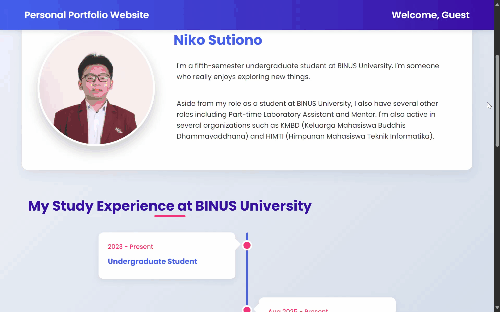 Personal Portfolio Website
Welcome, Guest
Niko Sutiono
I'm a fifth-semester undergraduate student at BINUS University. I'm someone
who really enjoys exploring new things.
Aside from my role as a student at BINUS University, I also have several other
roles including Part-time Laboratory Assistant and Mentor. I'm also active in
several organizations such as KMBD (Keluarga Mahasiswa Buddhis
Dhammavaddhana) and HIMTI (Himpunan Mahasiswa Teknik Informatika).
My Study Experience at BINUS University
2023 - Present
Undergraduate Student
Aug 2025 - Present